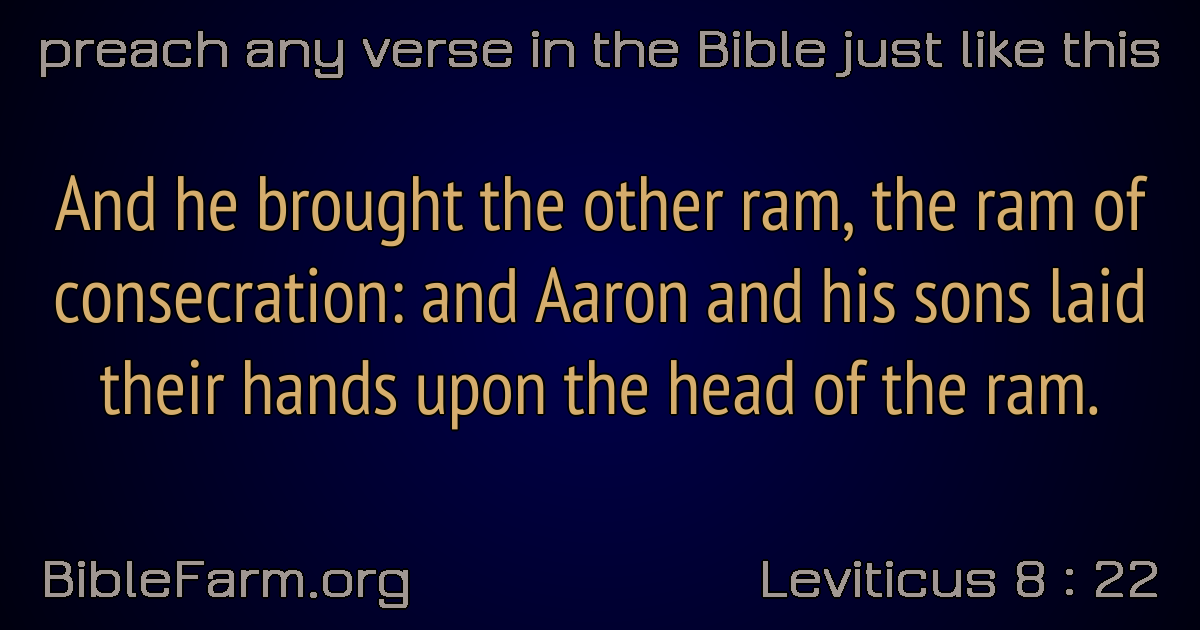 preach any verse in the Bible just like this
And he brought the other ram, the ram of
consecration: and Aaron and his sons laid
their hands upon the head of the ram.
BibleFarm.org
Leviticus 8 : 22